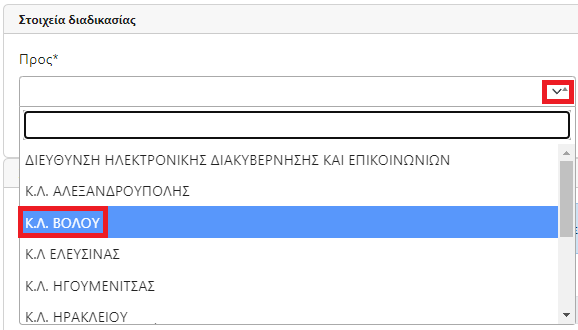 Στοιχεία διαδικασίας
Προς*
ΔΙΕΥΘΥΝΣΗ ΗΛΕΚΤΡΟΝΙΚΗΣ ΔΙΑΚΥΒΕΡΝΗΣΗΣ ΚΑΙ ΕΠΙΚΟΙΝΩΝΙΩΝ
Κ.Λ. ΑΛΕΞΑΝΔΡΟΥΠΟΛΗΣ
Κ.Λ. ΒΟΛΟΥ
Κ.Λ ΕΛΕΥΣΙΝΑΣ
Κ.Λ. ΗΓΟΥΜΕΝΙΤΣΑΣ
Κ.Λ. ΗΡΑΚΛΕΙΟΥ